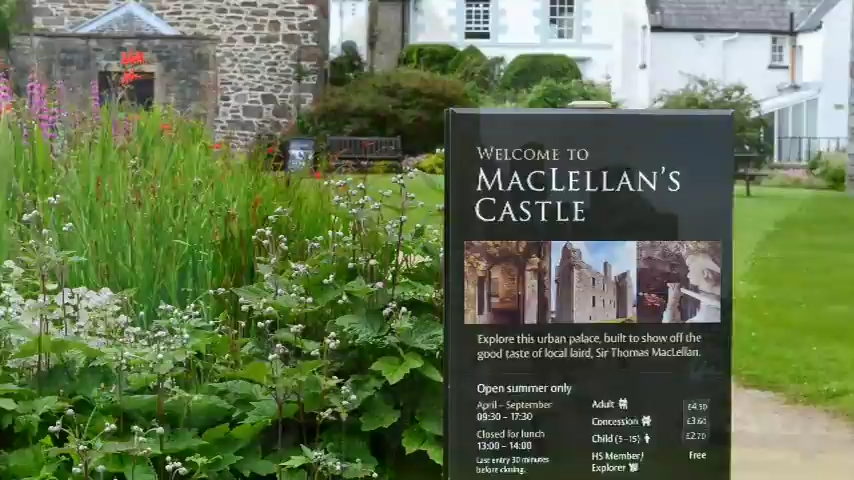 WELCOME TO
MACLELLAN'S
CASTLE
Explore this urban palace, built to show off the
good taste of local laird, Sir Thomas MacLellan.
Open summer only
April – September
09:30 – 17:30
Closed for lunch
13:00 – 14:00
Last entry 30 minutes
before closing.
Adult £4.50
Concession £3.60
Child (5–15) £2.70
HS Member/
Explorer Free